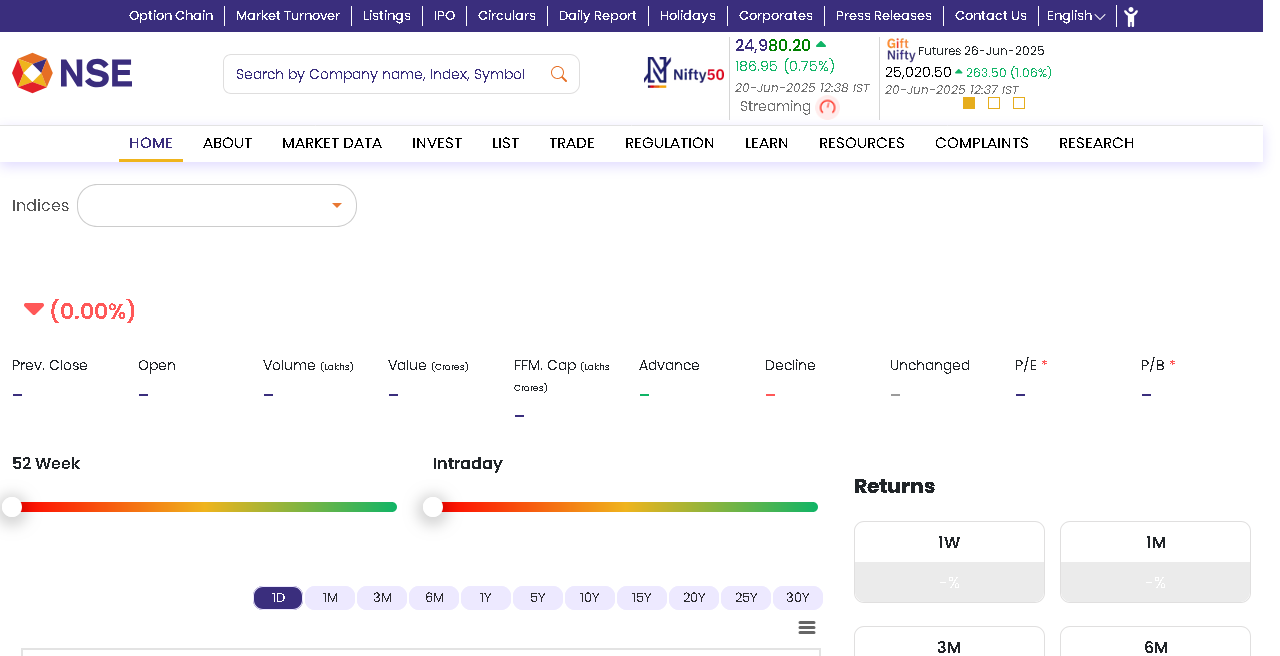 Option Chain Market Turnover Listings IPO Circulars Daily Report Holidays Corporates Press Releases Contact Us English
NSE
Search by Company name, Index, Symbol
Nifty50
24,980.20
186.95 (0.75%)
20-Jun-2025 12:38 IST
Streaming
Gift Nifty Futures 26-Jun-2025
25,020.50 263.50 (1.06%)
20-Jun-2025 12:37 IST
HOME ABOUT MARKET DATA INVEST LIST TRADE REGULATION LEARN RESOURCES COMPLAINTS RESEARCH
Indices
(0.00%)
Prev. Close Open Volume (Lakhs) Value (Crores) FFM. Cap (Lakhs Crores) Advance Decline Unchanged P/E * P/B *
- - - - - - - - - -
52 Week Intraday
Returns
1W 1M
-% -%
1D 1M 3M 6M 1Y 5Y 10Y 15Y 20Y 25Y 30Y
3M 6M